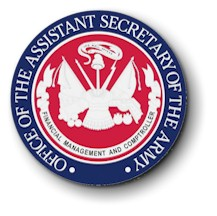 OFFICE OF THE ASSISTANT SECRETARY OF THE ARMY
FINANCIAL MANAGEMENT AND COMPTROLLER